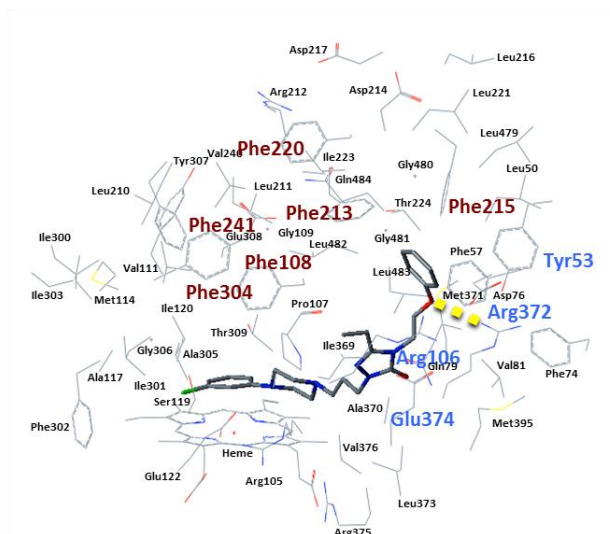 Asp217
Leu216
Arg212
Asp214
Leu221
Phe220
Leu479
Tyr307
Val240
Ile223
Gly480
Leu50
Gln484
Leu210
Leu211
Phe213
Thr224
Phe215
Phe241
Glu308
Gly109
Gly481
Ile300
Leu482
Phe57
Tyr53
Val111
Phe108
Leu483
Ile303
Met114
Phe304
Met371
Asp76
Ile120
Pro107
Arg372
Thr309
Gly306
Ala305
Ile369
Arg106
Gln79
Val81
Phe74
Ala117
Ile301
Ser119
Ala370
Glu374
Met395
Phe302
Heme
Val376
Glu122
Arg105
Leu373
Arg375